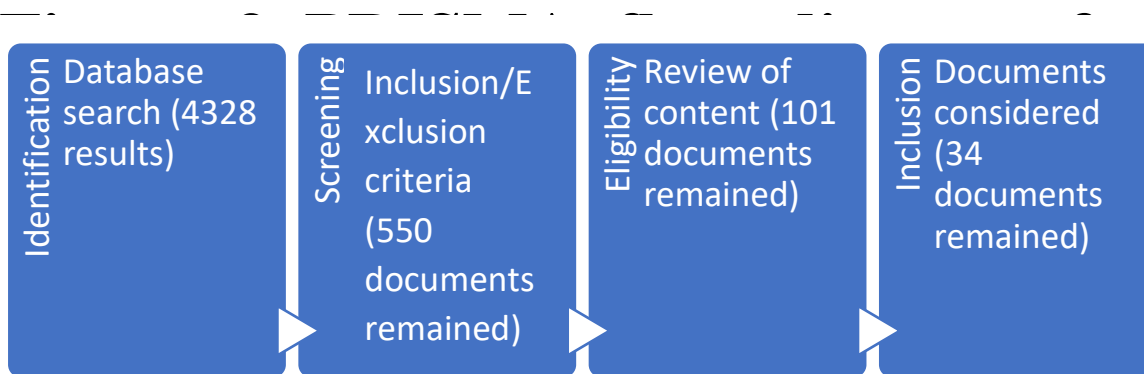 Identification
Database
search (4328
results)
Screening
Inclusion/E
xclusion
criteria
(550
documents
remained)
Eligibility
Review of
content (101
documents
remained)
Inclusion
Documents
considered
(34
documents
remained)